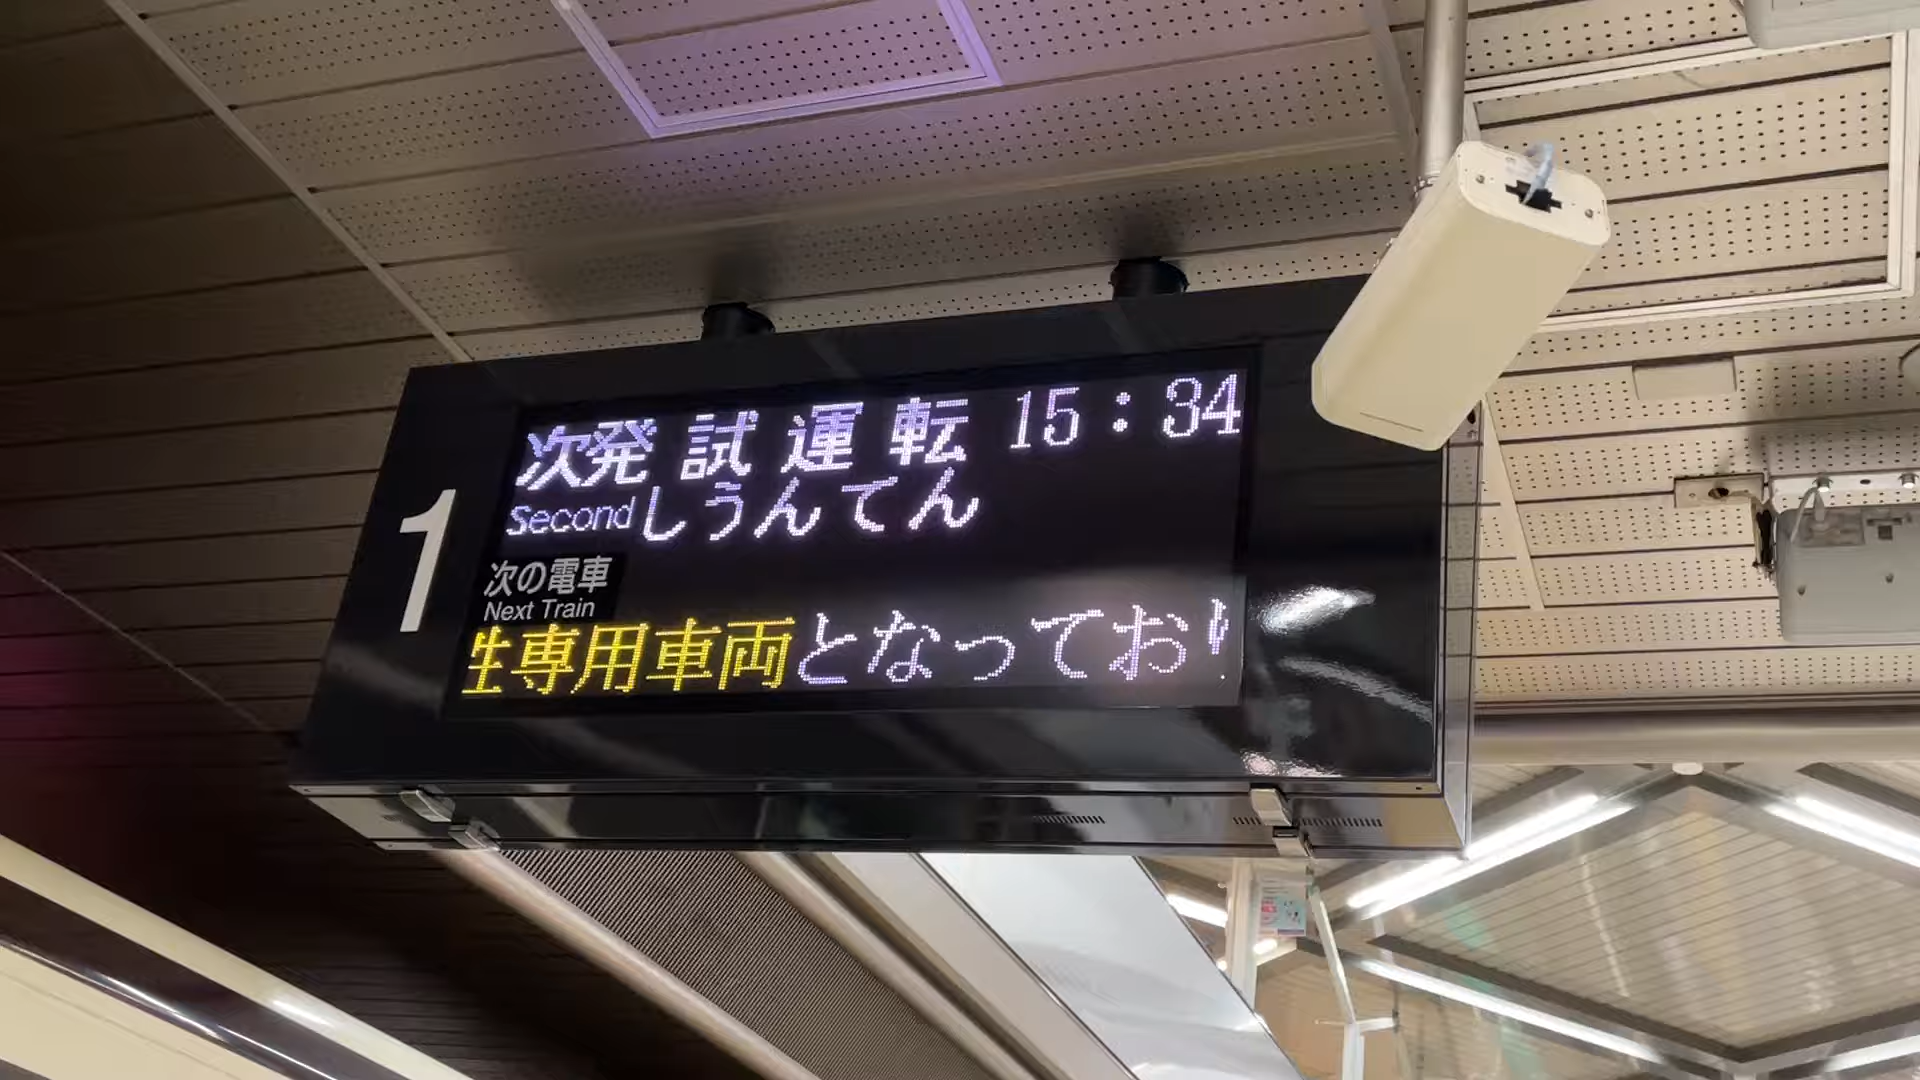 1
次発 試運転 15:34
Second しうんてん
次の電車
Next Train
生専用車両となっており